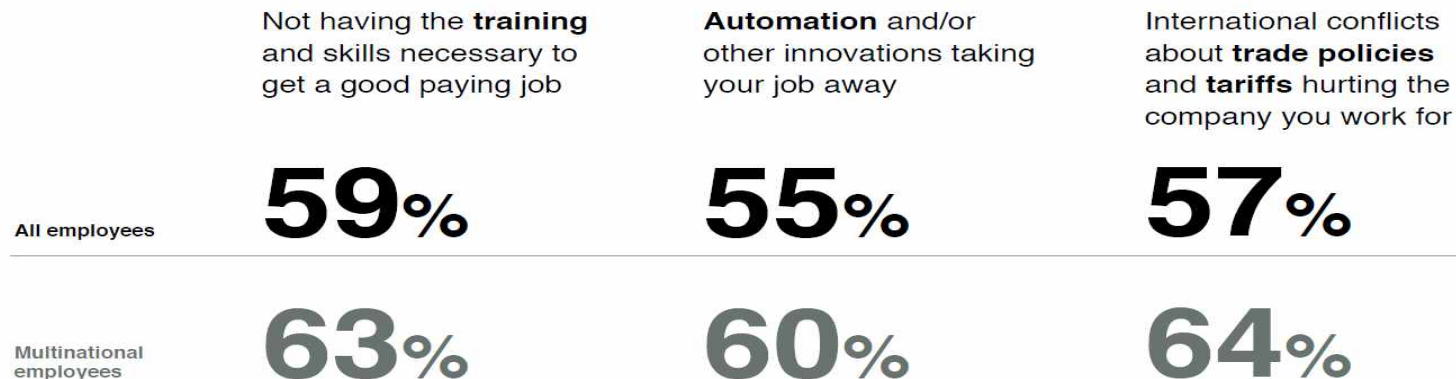 Not having the training
and skills necessary to
get a good paying job
Automation and/or
other innovations taking
your job away
International conflicts
about trade policies
and tariffs hurting the
company you work for
All employees
59%
55%
57%
Multinational
employees
63%
60%
64%